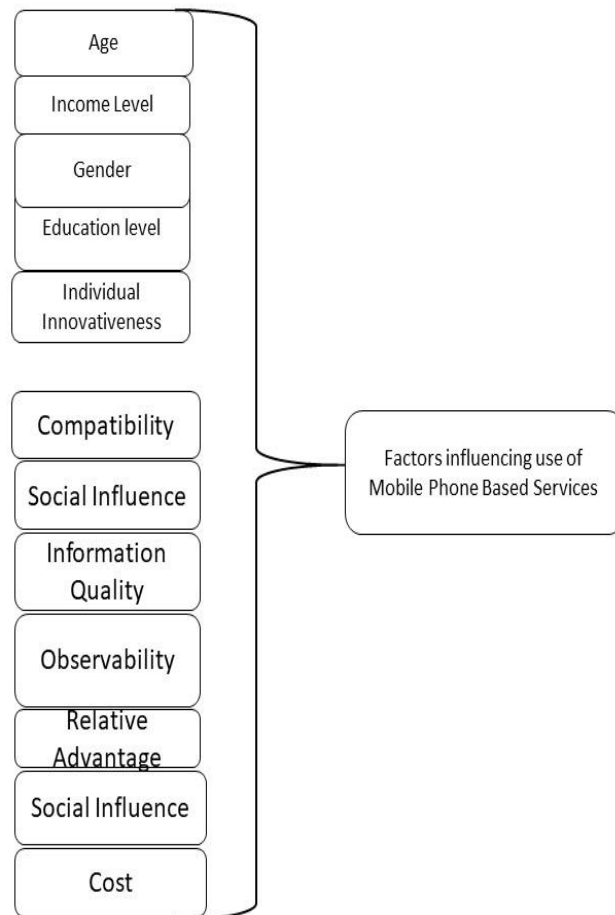 Age
Income Level
Gender
Education level
Individual
Innovativeness
Compatibility
Social Influence
Information
Quality
Observability
Relative
Advantage
Social Influence
Cost
Factors influencing use of
Mobile Phone Based Services